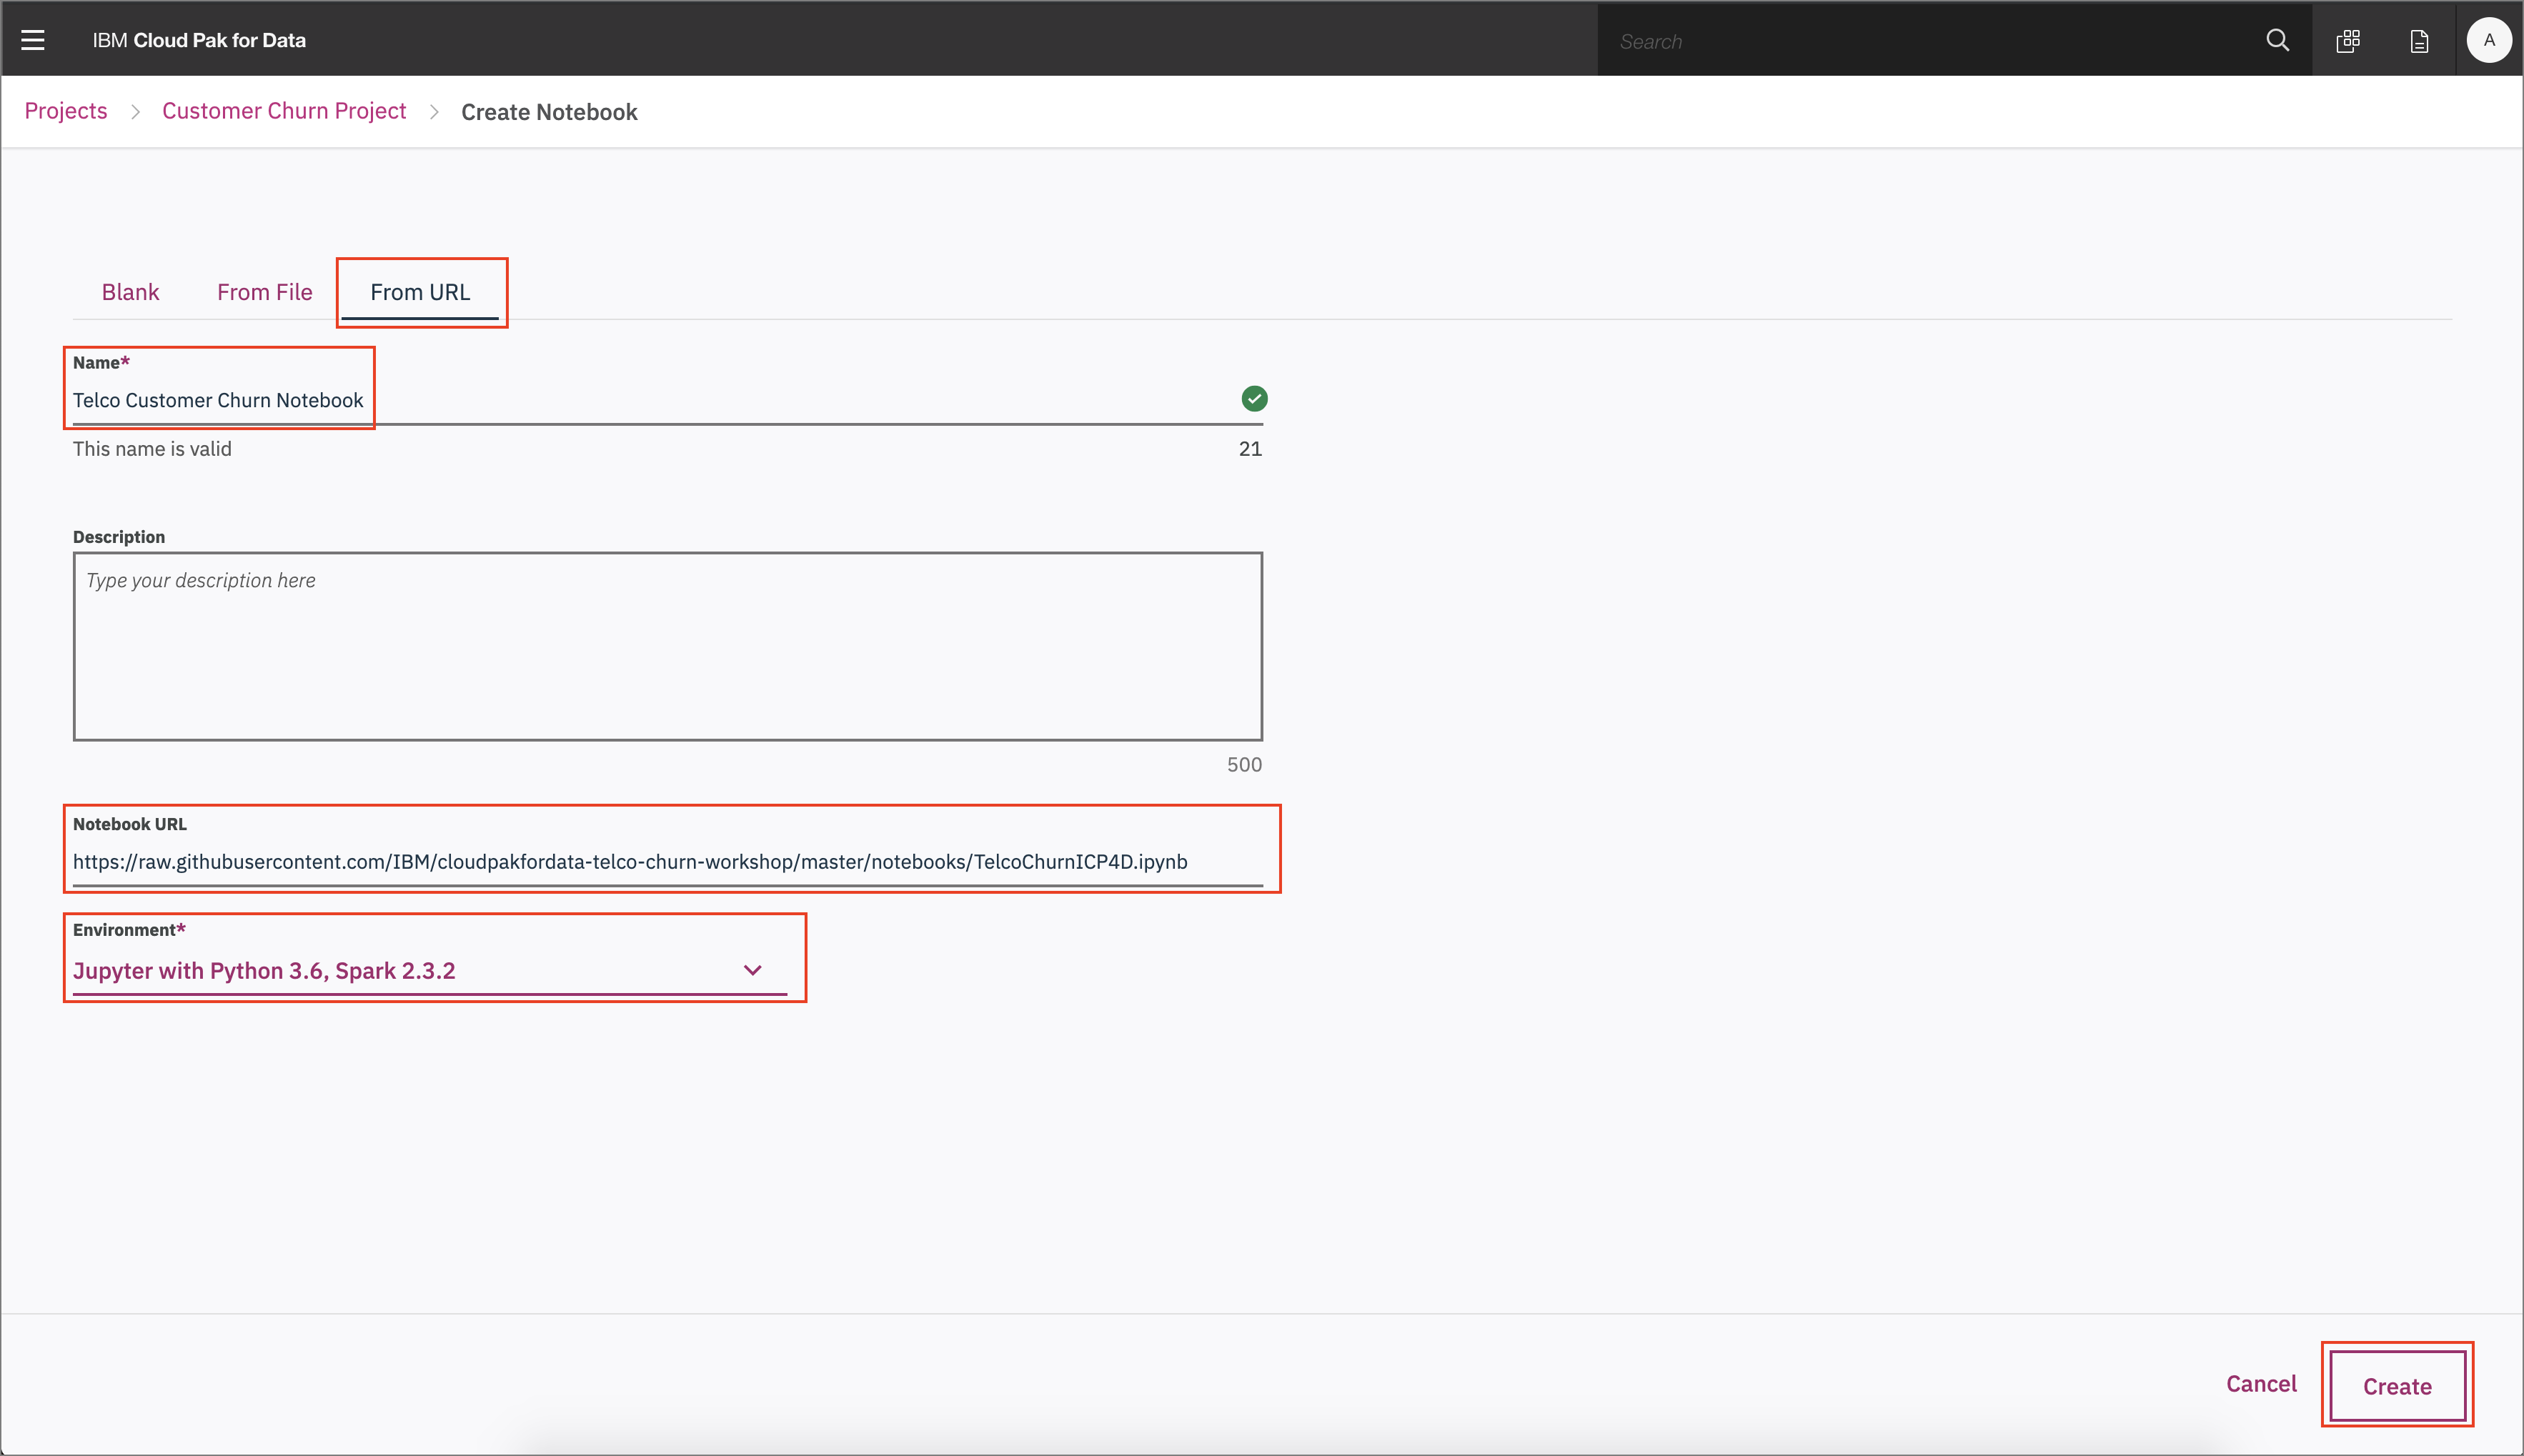 IBM Cloud Pak for Data
Search
A
Projects > Customer Churn Project > Create Notebook
Blank From File From URL
Name*
Telco Customer Churn Notebook
This name is valid 21
Description
Type your description here
500
Notebook URL
https://raw.githubusercontent.com/IBM/cloudpakfordata-telco-churn-workshop/master/notebooks/TelcoChurnICP4D.ipynb
Environment*
Jupyter with Python 3.6, Spark 2.3.2
Cancel Create